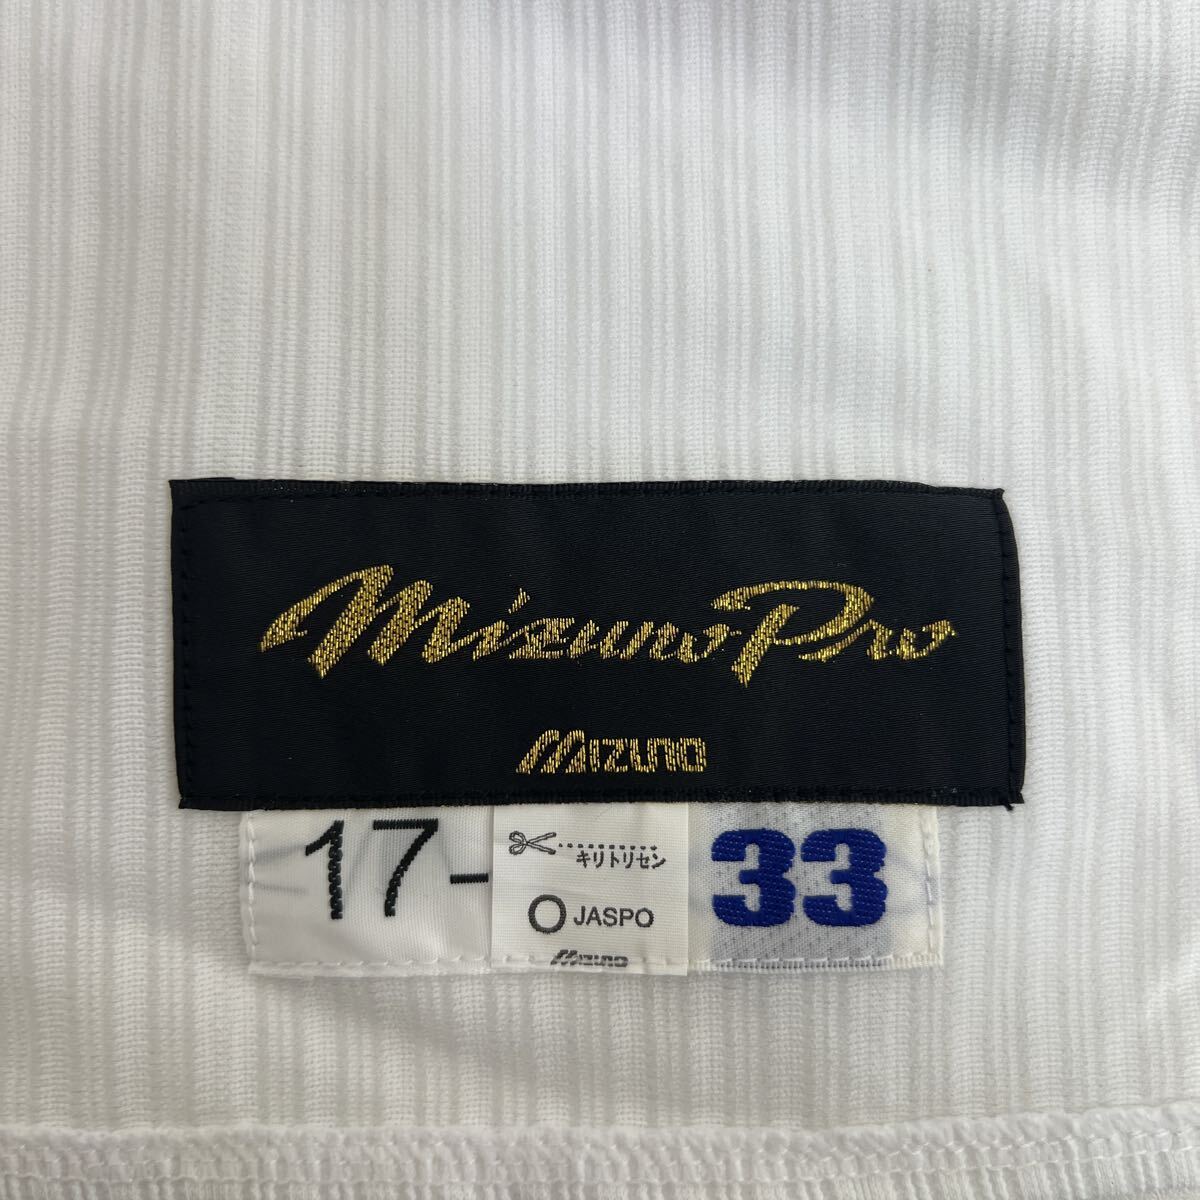 Mizuno Pro
MIZUNO
17- キリトリセン 33
O JASPO
MIZUNO